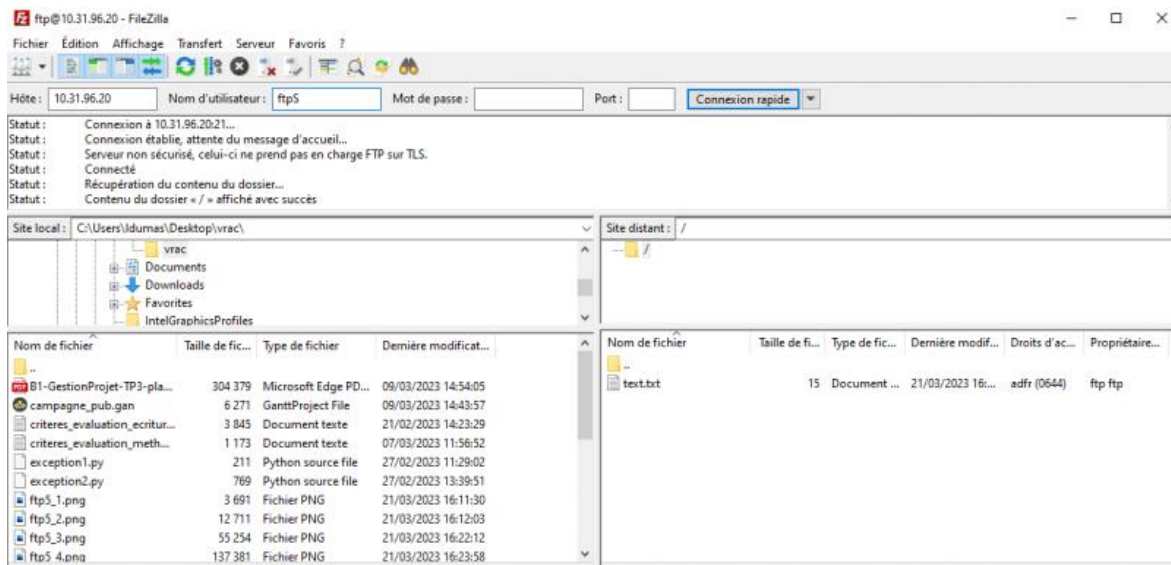 ftp@10.31.96.20 - FileZilla
Fichier Édition Affichage Transfert Serveur Favoris ?
Hôte : 10.31.96.20 Nom d'utilisateur : ftp5 Mot de passe : Port : Connexion rapide
Statut : Connexion à 10.31.96.20:21...
Statut : Connexion établie, attente du message d'accueil...
Statut : Serveur non sécurisé, celui-ci ne prend pas en charge FTP sur TLS.
Statut : Connecté
Statut : Récupération du contenu du dossier...
Statut : Contenu du dossier « / » affiché avec succès
Site local : C:\Users\ldumas\Desktop\vrac\
vrac
Documents
Downloads
Favorites
IntelGraphicsProfiles
Site distant : /
/
Nom de fichier Taille de fic... Type de fichier Dernière modificat...
..
B1-GestionProjet-TP3-pla... 304 379 Microsoft Edge PD... 09/03/2023 14:54:05
campagne_pub.gan 6 271 GanttProject File 09/03/2023 14:43:57
criteres_evaluation_ecritur... 3 845 Document texte 21/02/2023 14:23:29
criteres_evaluation_meth... 1 173 Document texte 07/03/2023 11:56:52
exception1.py 211 Python source file 27/02/2023 11:29:02
exception2.py 769 Python source file 27/02/2023 13:39:51
ftp5_1.png 3 691 Fichier PNG 21/03/2023 16:11:30
ftp5_2.png 12 711 Fichier PNG 21/03/2023 16:12:03
ftp5_3.png 55 254 Fichier PNG 21/03/2023 16:22:12
ftp5_4.png 137 381 Fichier PNG 21/03/2023 16:23:58
Nom de fichier Taille de fi... Type de fic... Dernière modif... Droits d'ac... Propriétaire...
..
text.txt 15 Document ... 21/03/2023 16:... adfr (0644) ftp ftp